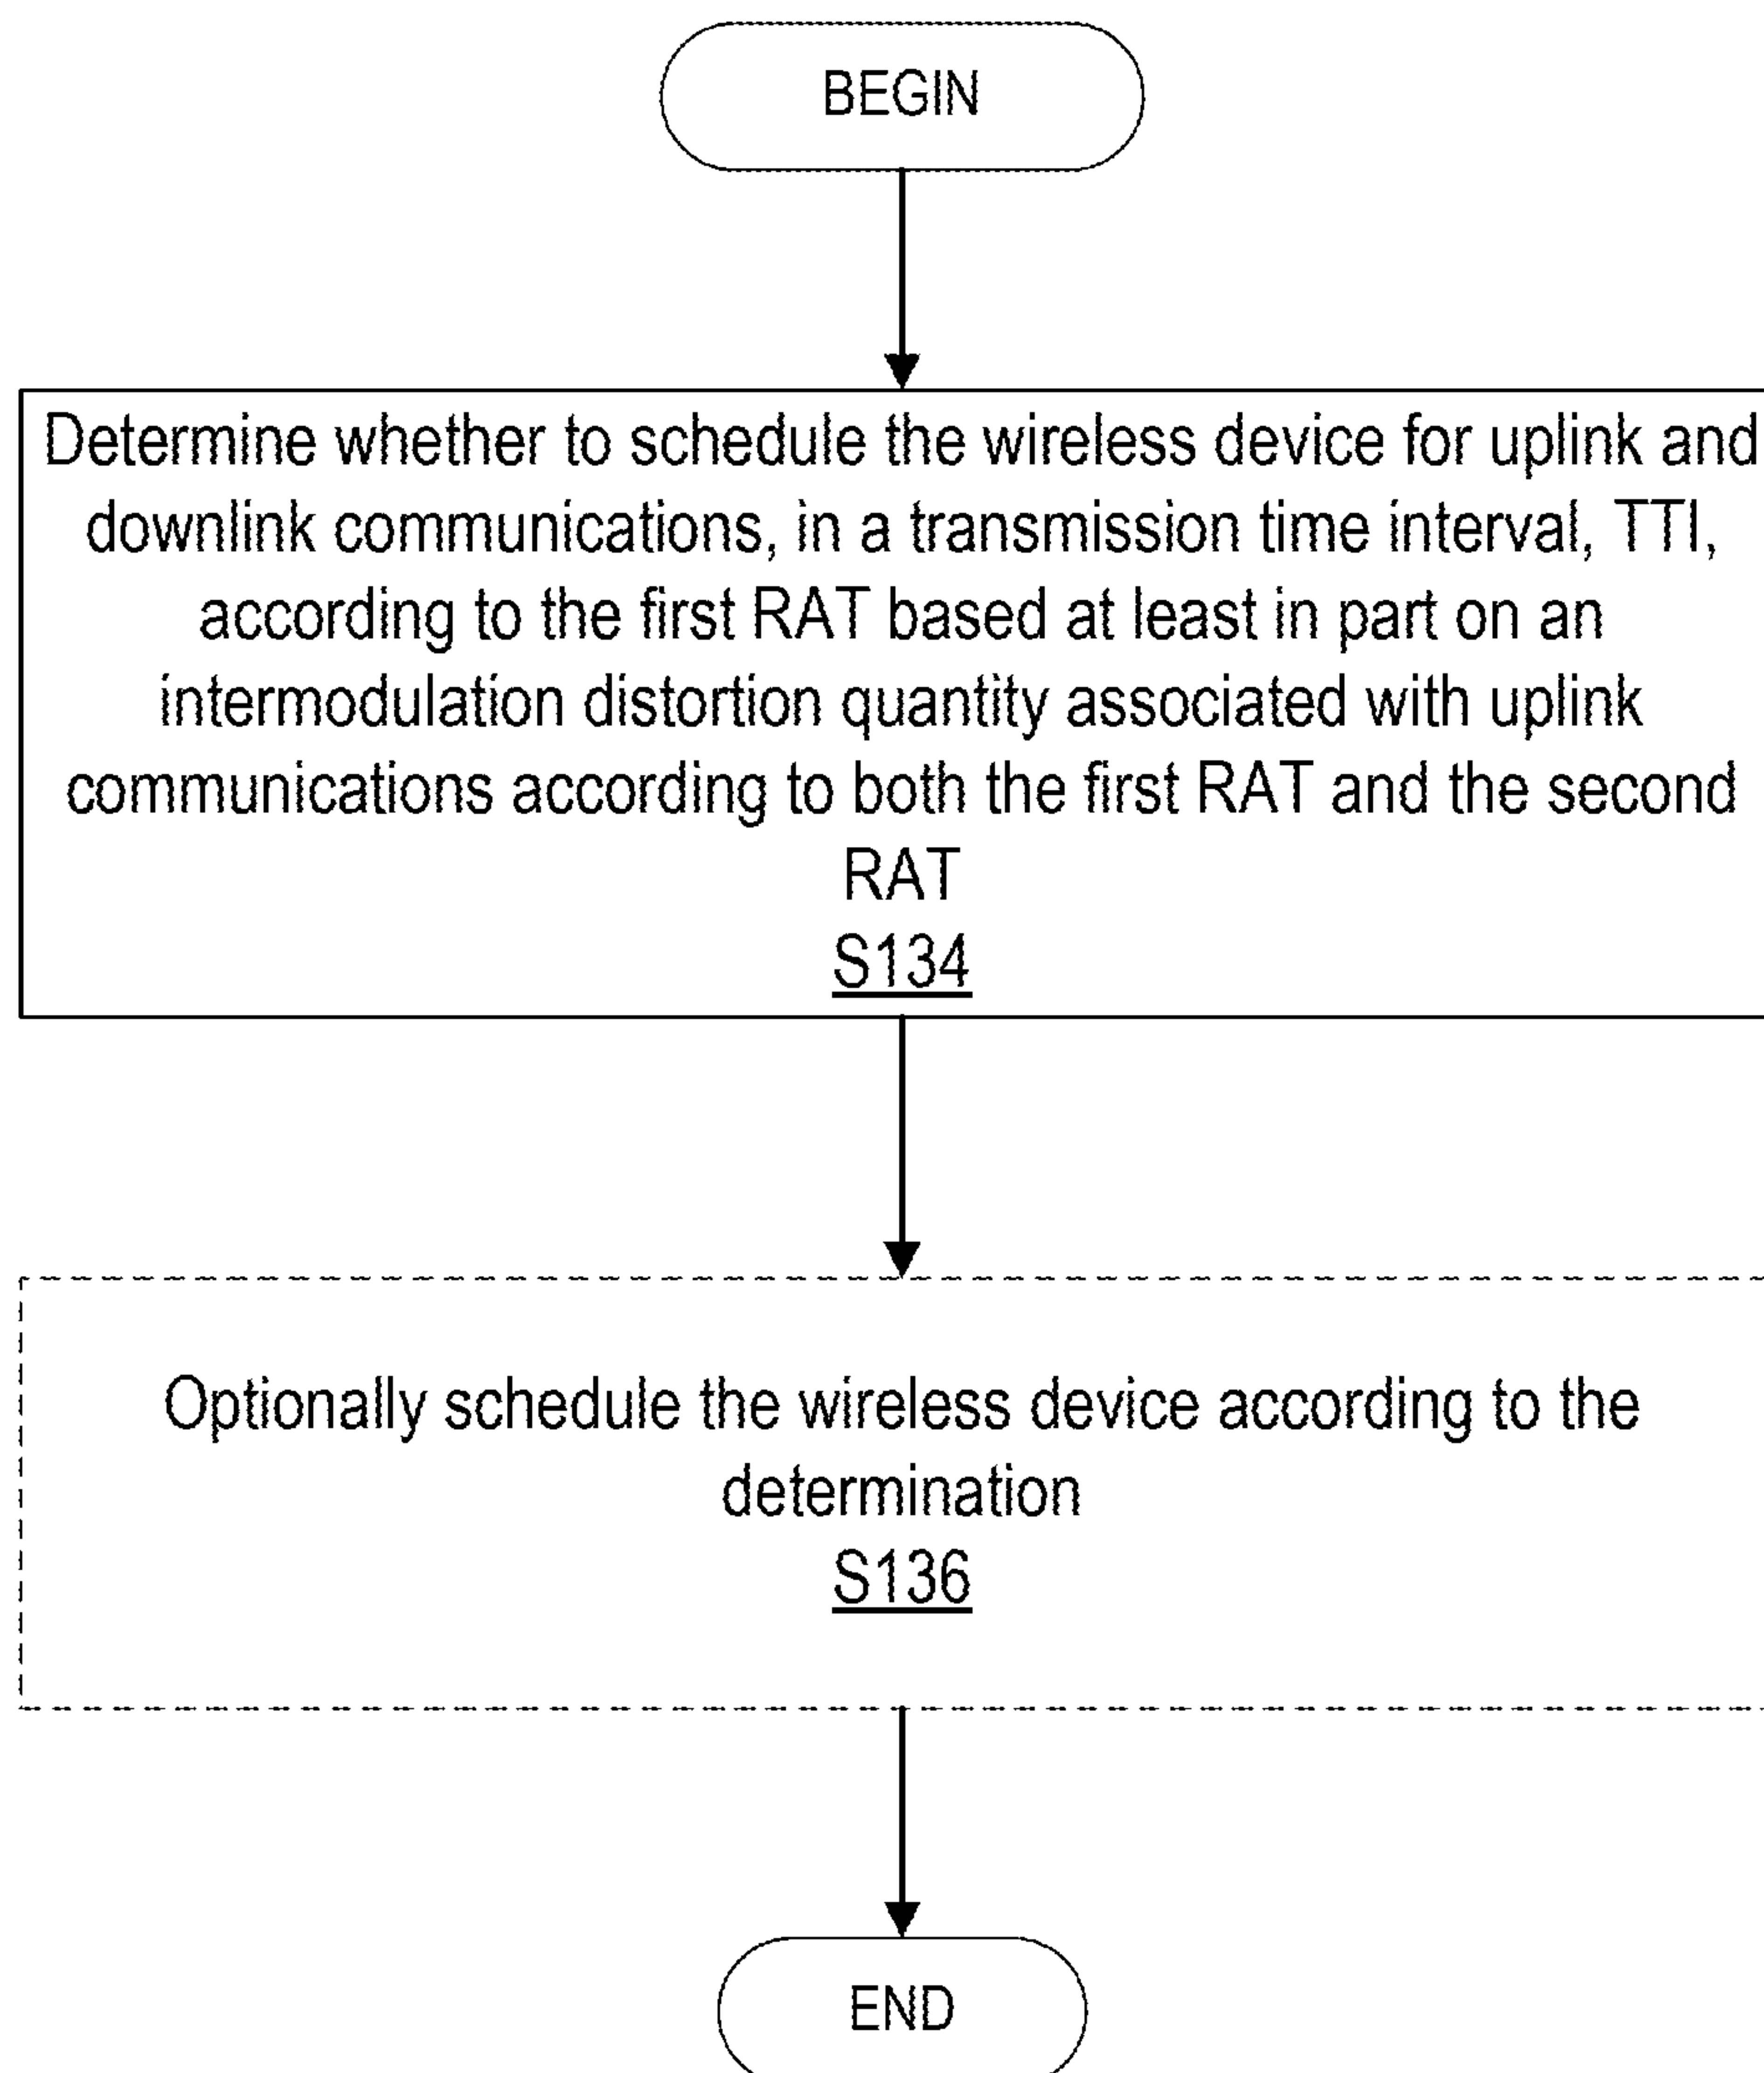 BEGIN
Determine whether to schedule the wireless device for uplink and
downlink communications, in a transmission time interval, TTI,
according to the first RAT based at least in part on an
intermodulation distortion quantity associated with uplink
communications according to both the first RAT and the second
RAT
S134
Optionally schedule the wireless device according to the
determination
S136
END